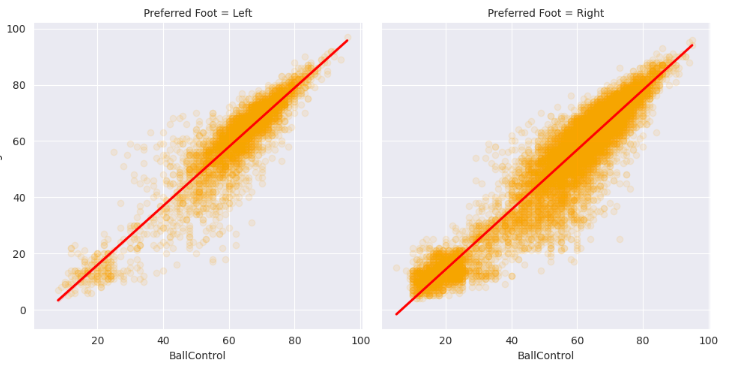 Preferred Foot = Left
Preferred Foot = Right
100
80
60
40
20
0
20 40 60 80 100
20 40 60 80 100
BallControl
BallControl